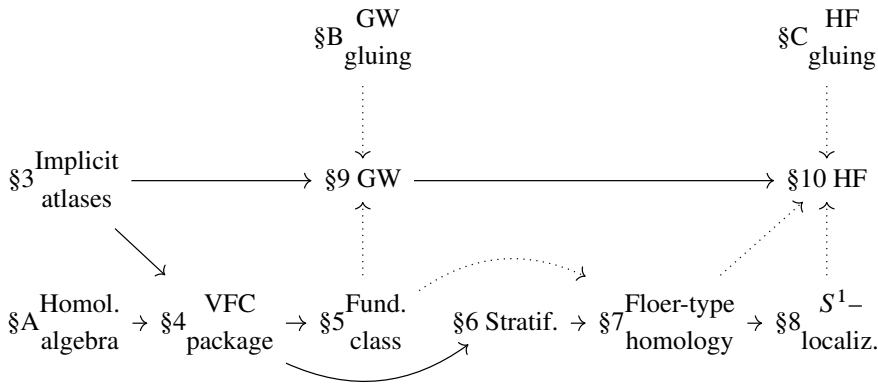 §B GW gluing
§C HF gluing
§3 Implicit atlases
§9 GW
§10 HF
§A Homol. algebra
§4 VFC package
§5 Fund. class
§6 Stratif.
§7 Floer-type homology
§8 S¹– localiz.